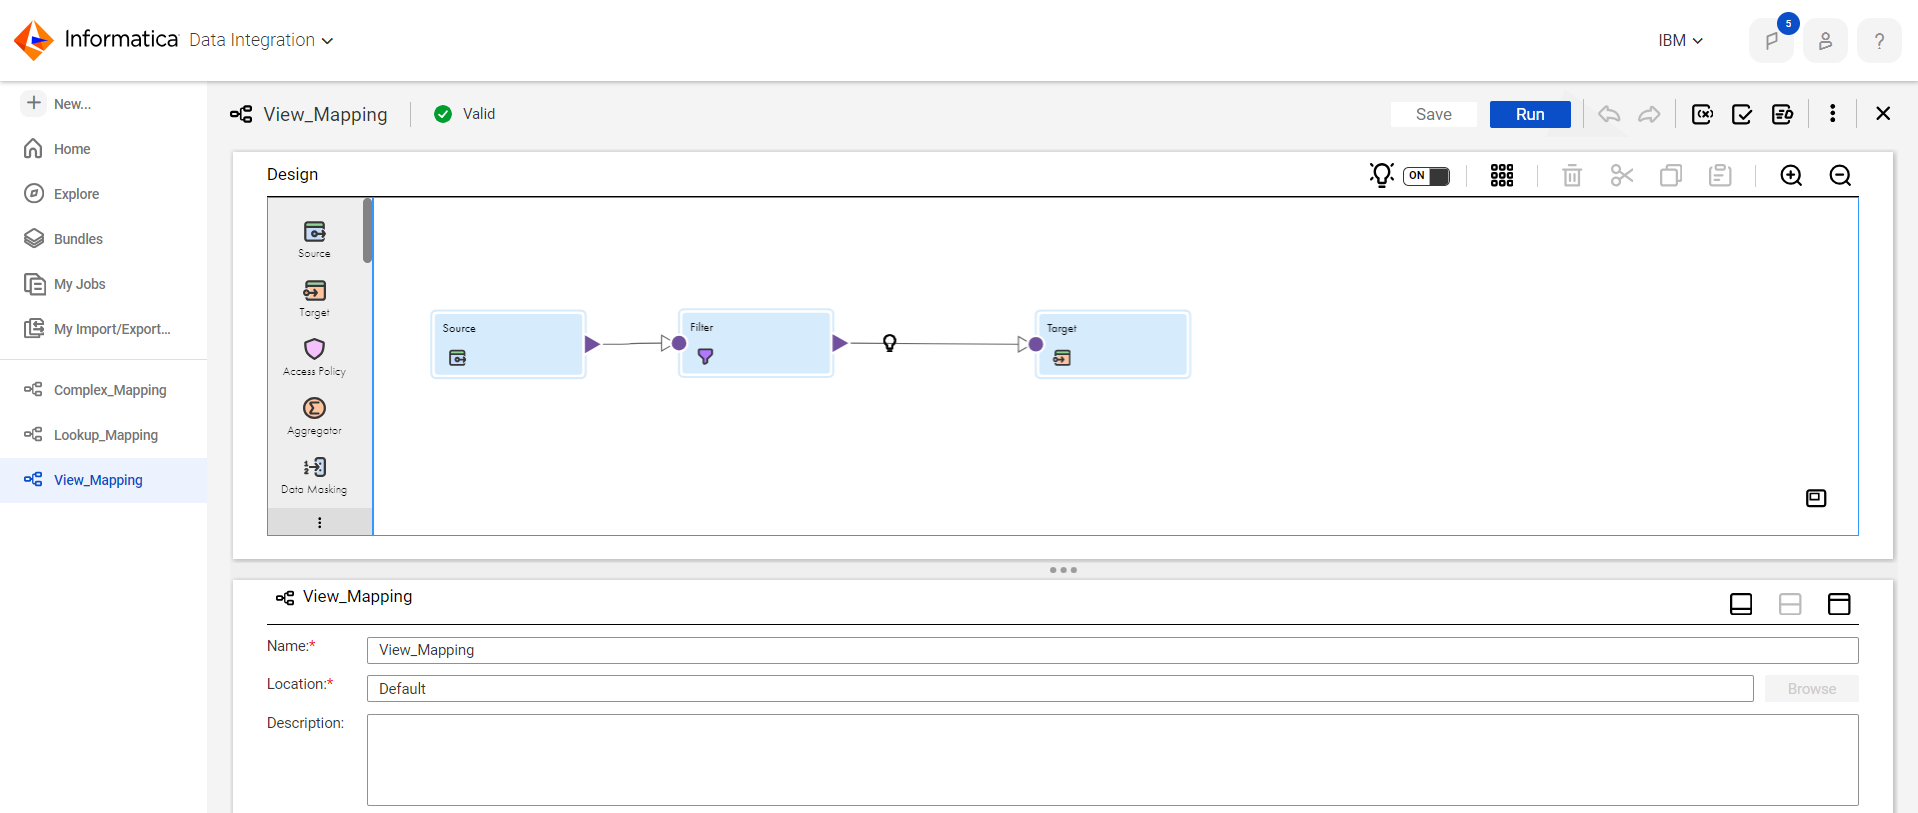 Informatica Data Integration
IBM
5
?
New...
Home
Explore
Bundles
My Jobs
My Import/Export...
Complex_Mapping
Lookup_Mapping
View_Mapping
View_Mapping
Valid
Save
Run
Design
ON
Source
Target
Access Policy
Aggregator
Data Masking
Source
Filter
Target
View_Mapping
Name:*
View_Mapping
Location:*
Default
Browse
Description: